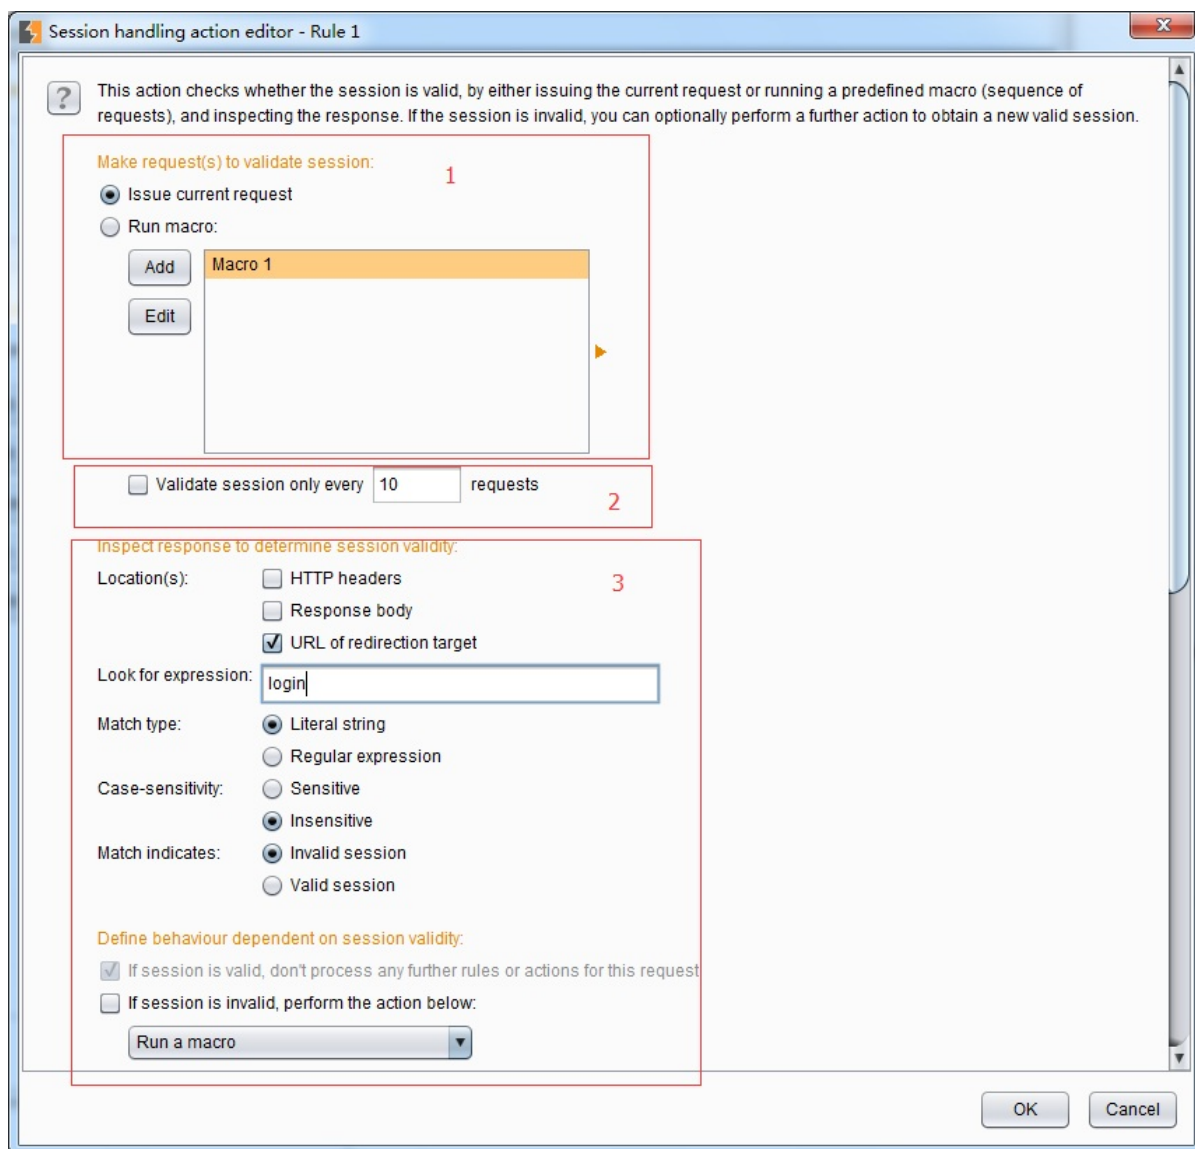 Session handling action editor - Rule 1
x
?
This action checks whether the session is valid, by either issuing the current request or running a predefined macro (sequence of
requests), and inspecting the response. If the session is invalid, you can optionally perform a further action to obtain a new valid session.
Make request(s) to validate session:
1
Issue current request
Run macro:
Add
Macro 1
Edit
Validate session only every 10 requests
2
Inspect response to determine session validity:
Location(s): HTTP headers
3
Response body
URL of redirection target
Look for expression: login
Match type: Literal string
Regular expression
Case-sensitivity: Sensitive
Insensitive
Match indicates: Invalid session
Valid session
Define behaviour dependent on session validity:
If session is valid, don't process any further rules or actions for this request
If session is invalid, perform the action below:
Run a macro
OK Cancel